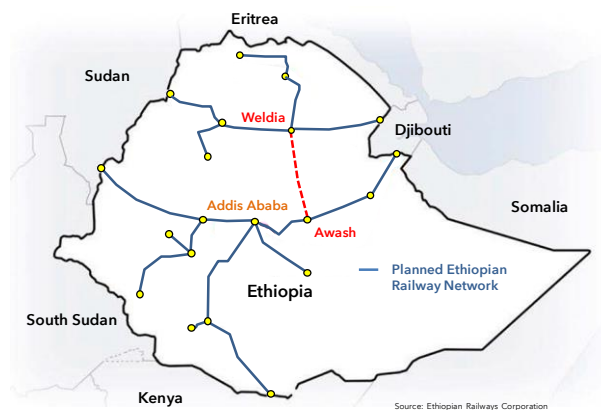 Eritrea
Sudan
Weldia
Djibouti
Addis Ababa
Somalia
Awash
Planned Ethiopian
Railway Network
Ethiopia
South Sudan
Kenya
Source: Ethiopian Railways Corporation